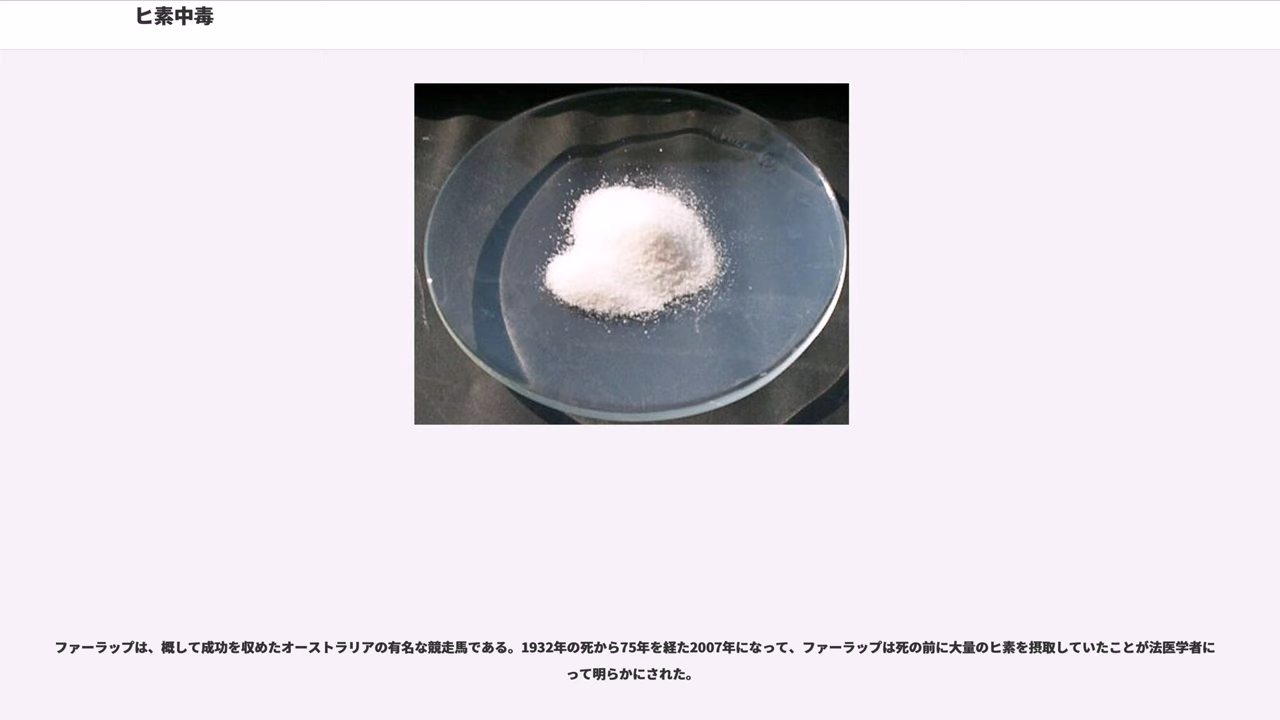 ヒ素中毒
ファーラップは、概して成功を収めたオーストラリアの有名な競走馬である。1932年の死から75年を経た2007年になって、ファーラップは死の前に大量のヒ素を摂取していたことが法医学者に
って明らかにされた。